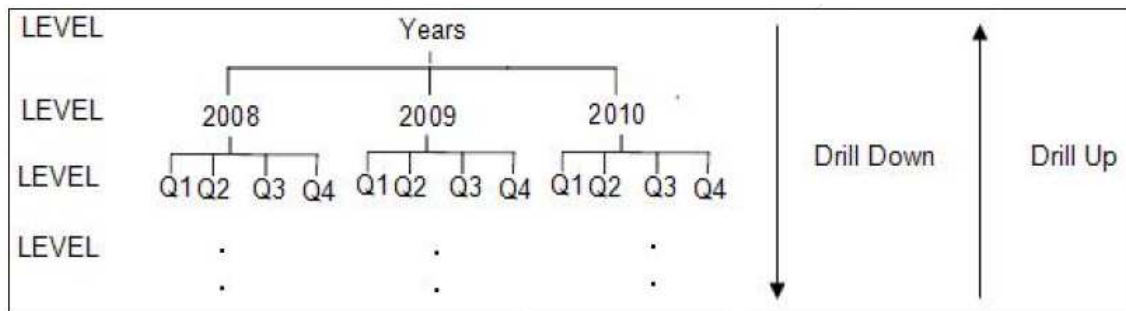 LEVEL Years
LEVEL 2008 2009 2010
Drill Down Drill Up
LEVEL Q1 Q2 Q3 Q4 Q1 Q2 Q3 Q4 Q1 Q2 Q3 Q4
LEVEL